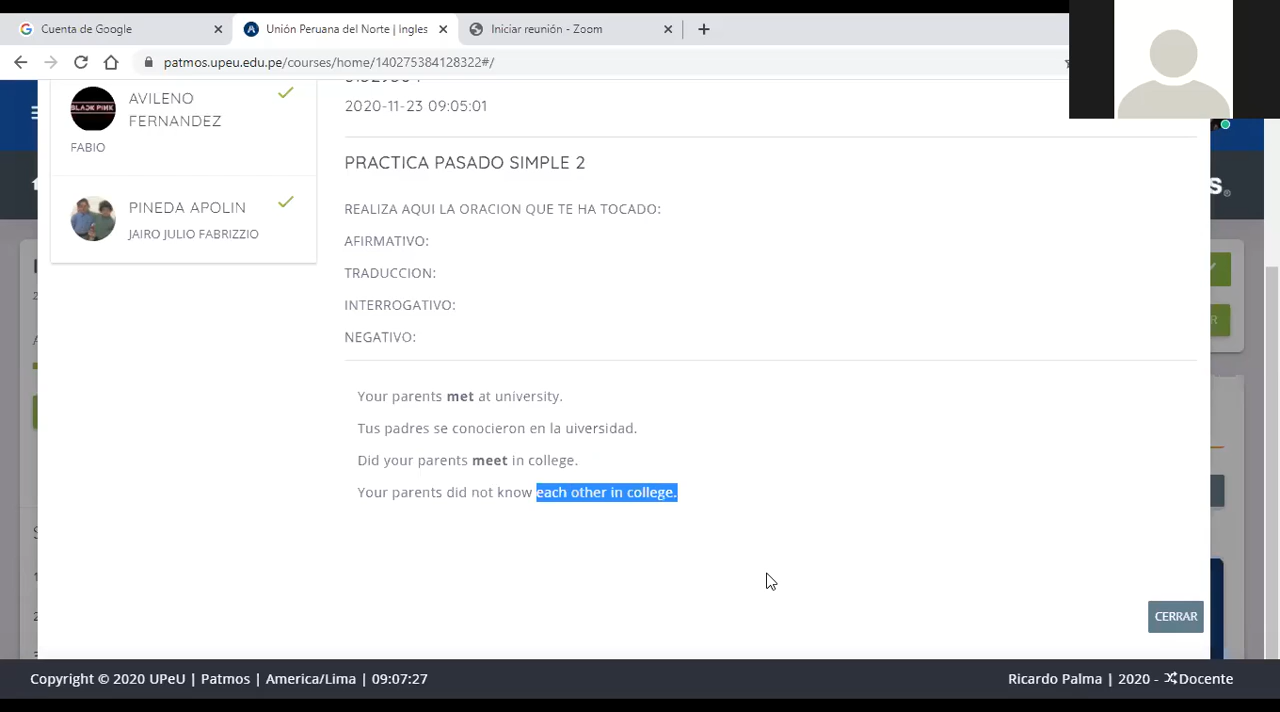 Cuenta de Google
Unión Peruana del Norte | Ingles
Iniciar reunión - Zoom
patmos.upeu.edu.pe/courses/home/140275384128322#/
AVILENO
FERNANDEZ
FABIO
BLACK PINK
PINEDA APOLIN
JAIRO JULIO FABRIZZIO
2020-11-23 09:05:01
PRACTICA PASADO SIMPLE 2
REALIZA AQUI LA ORACION QUE TE HA TOCADO:
AFIRMATIVO:
TRADUCCION:
INTERROGATIVO:
NEGATIVO:
Your parents met at university.
Tus padres se conocieron en la uiversidad.
Did your parents meet in college.
Your parents did not know each other in college.
CERRAR
Copyright © 2020 UPeU | Patmos | America/Lima | 09:07:27
Ricardo Palma | 2020 - Docente